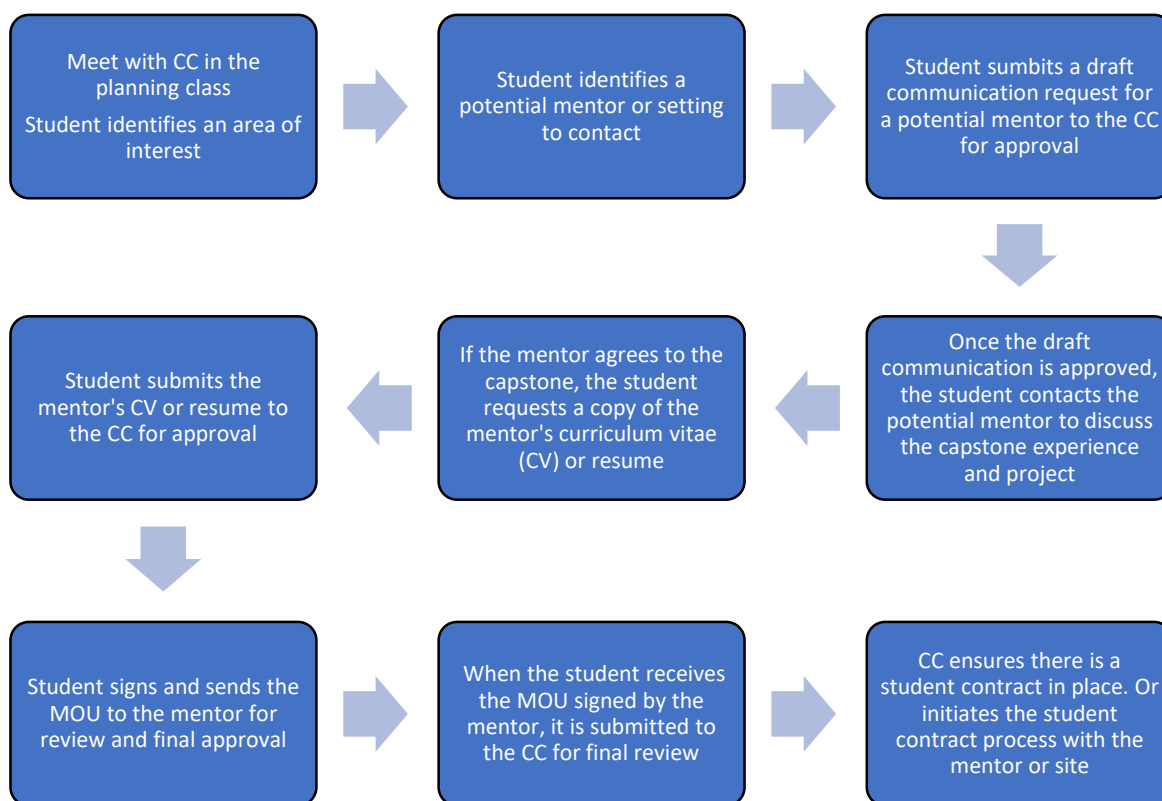 Meet with CC in the
planning class
Student identifies an area of
interest
Student identifies a
potential mentor or setting
to contact
Student sumbits a draft
communication request for
a potential mentor to the CC
for approval
Once the draft
communication is approved,
the student contacts the
potential mentor to discuss
the capstone experience
and project
If the mentor agrees to the
capstone, the student
requests a copy of the
mentor's curriculum vitae
(CV) or resume
Student submits the
mentor's CV or resume to
the CC for approval
Student signs and sends the
MOU to the mentor for
review and final approval
When the student receives
the MOU signed by the
mentor, it is submitted to
the CC for final review
CC ensures there is a
student contract in place. Or
initiates the student
contract process with the
mentor or site